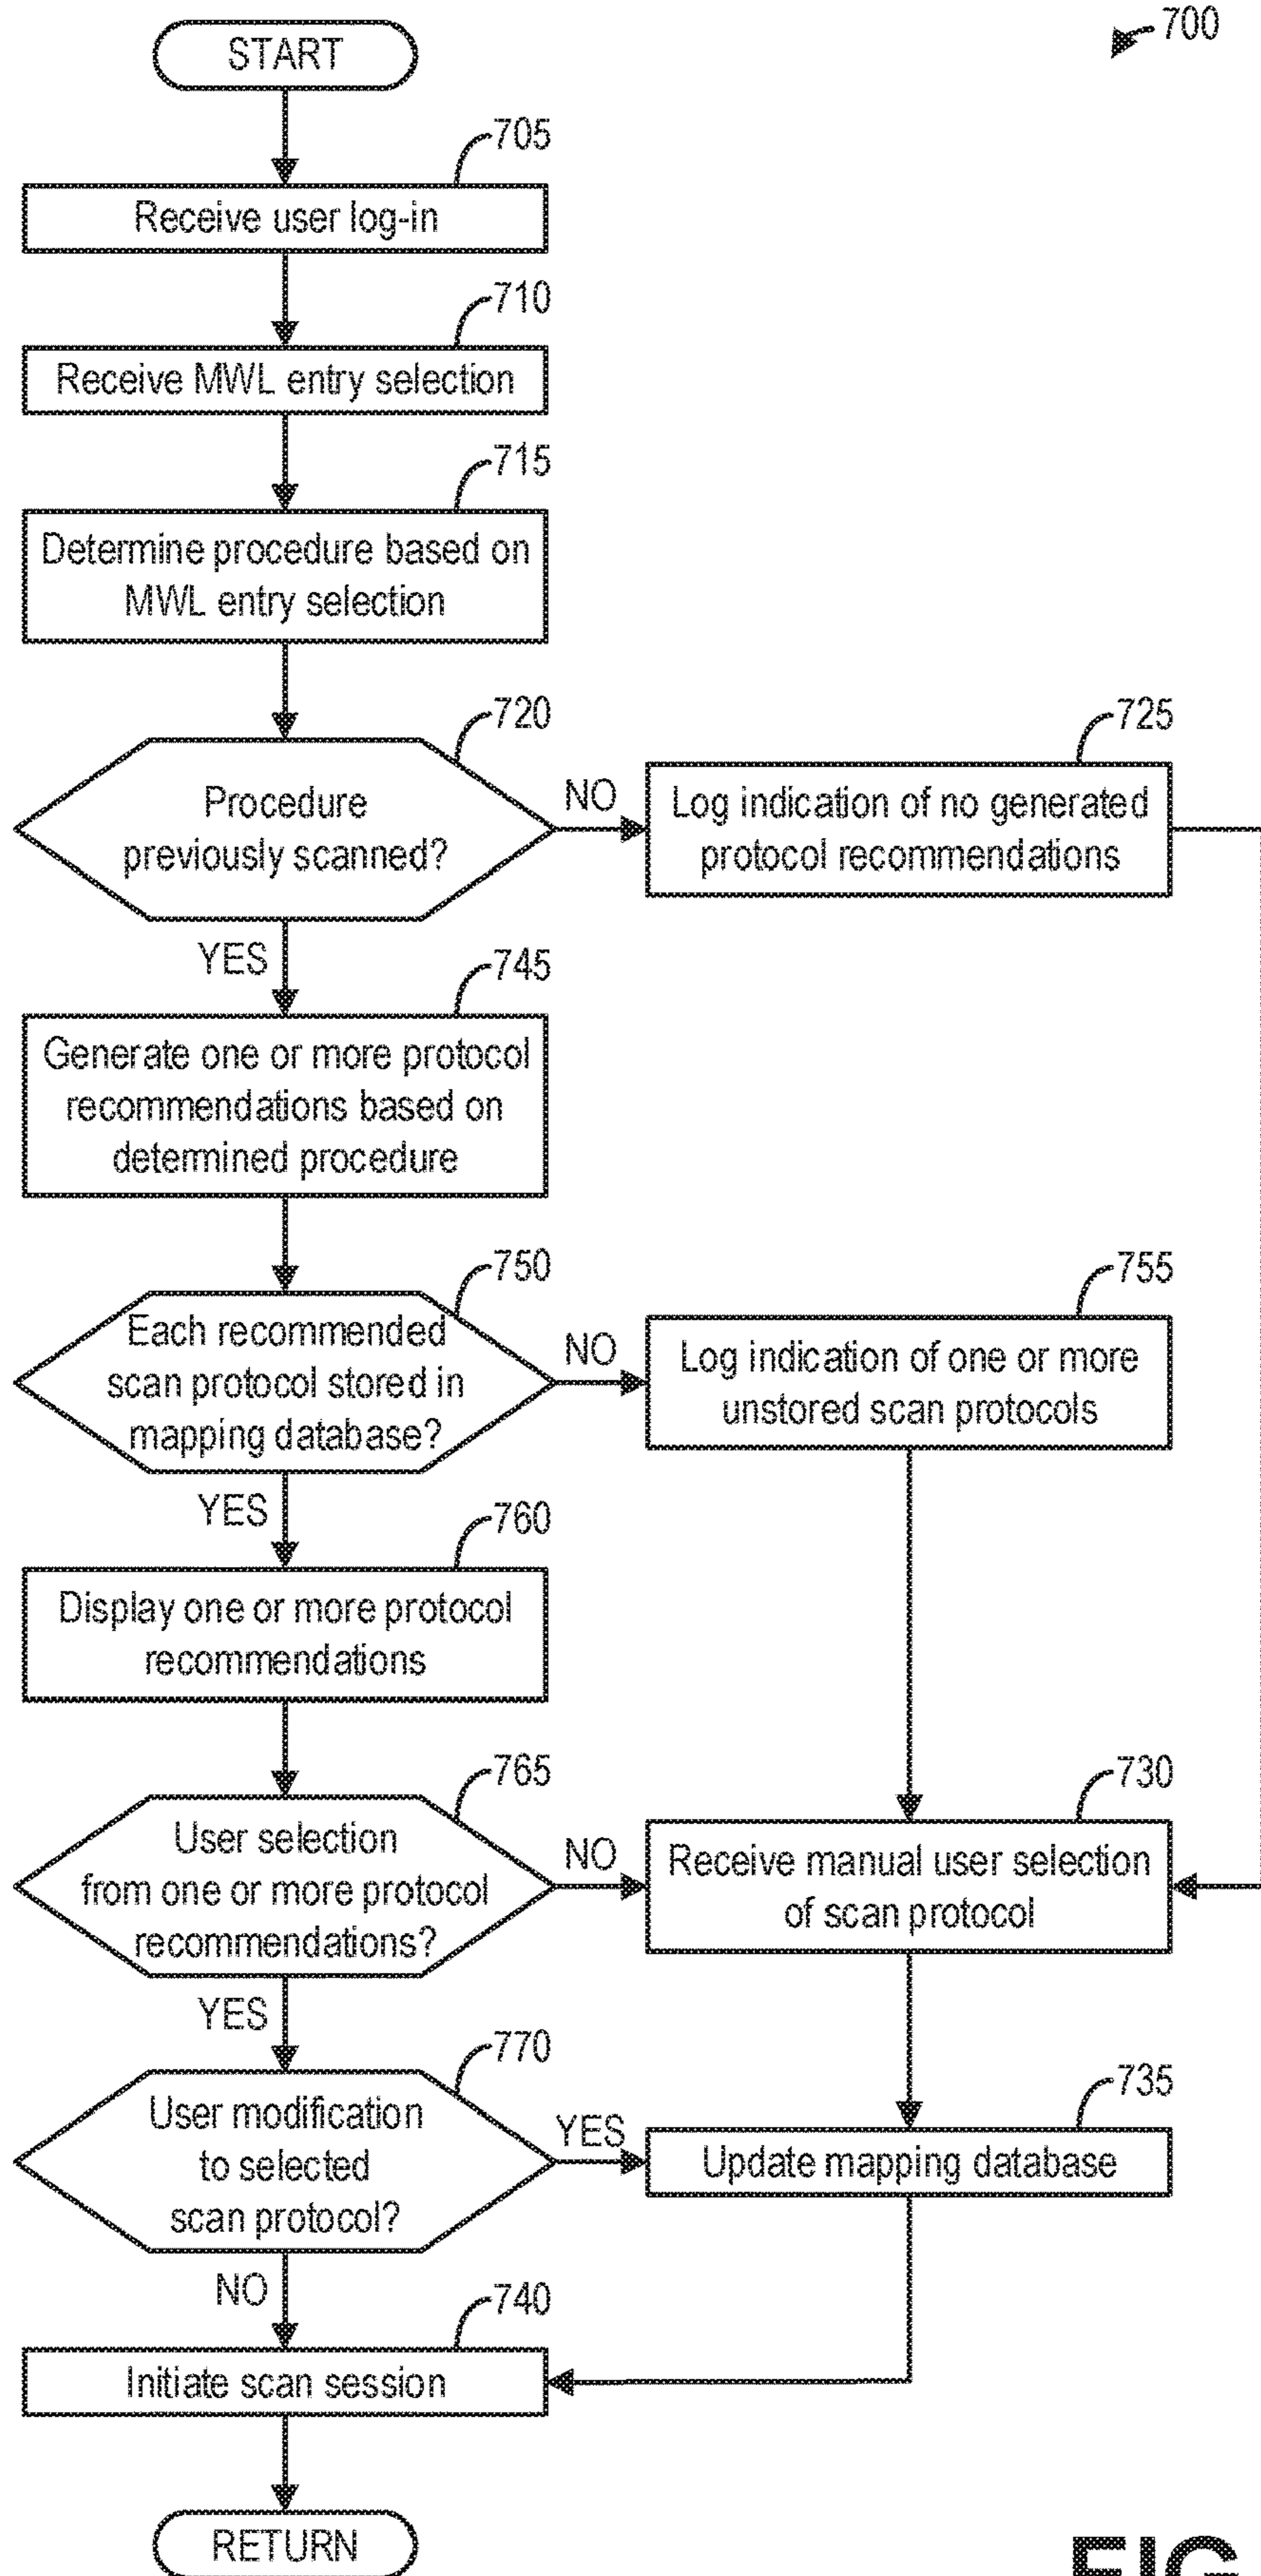 700
START
705
Receive user log-in
710
Receive MWL entry selection
715
Determine procedure based on
MWL entry selection
720
Procedure
previously scanned?
NO
725
Log indication of no generated
protocol recommendations
YES
745
Generate one or more protocol
recommendations based on
determined procedure
750
Each recommended
scan protocol stored in
mapping database?
NO
755
Log indication of one or more
unstored scan protocols
YES
760
Display one or more protocol
recommendations
765
User selection
from one or more protocol
recommendations?
NO
730
Receive manual user selection
of scan protocol
YES
770
User modification
to selected
scan protocol?
YES
735
Update mapping database
NO
740
Initiate scan session
RETURN
FIG